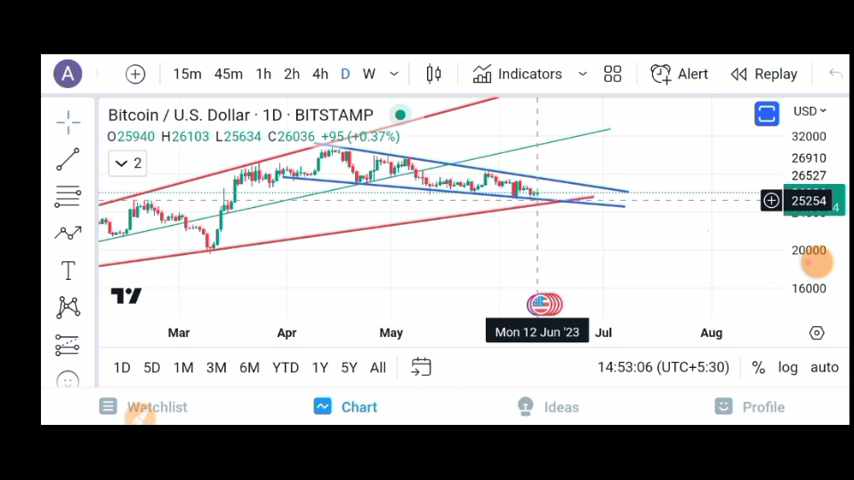 A 15m 45m 1h 2h 4h D W Indicators Alert Replay
Bitcoin / U.S. Dollar · 1D · BITSTAMP USD
O25940 H26103 L25634 C26036 +95 (+0.37%)
2
32000
26910
26527
25254
20000
16000
T
Mar Apr May Mon 12 Jun '23 Jul Aug
1D 5D 1M 3M 6M YTD 1Y 5Y All 14:53:06 (UTC+5:30) % log auto
Watchlist Chart Ideas Profile